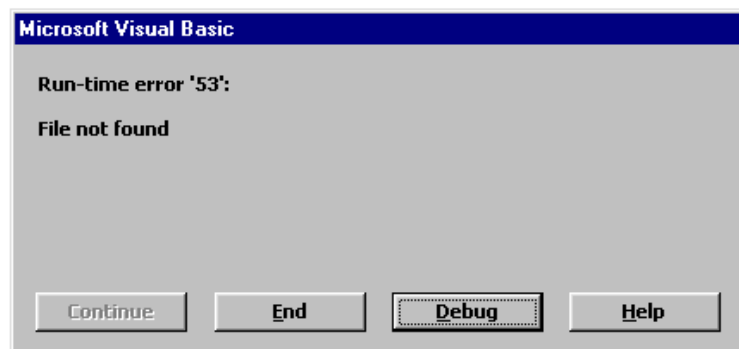 Microsoft Visual Basic
Run-time error '53':
File not found
Continue End Debug Help